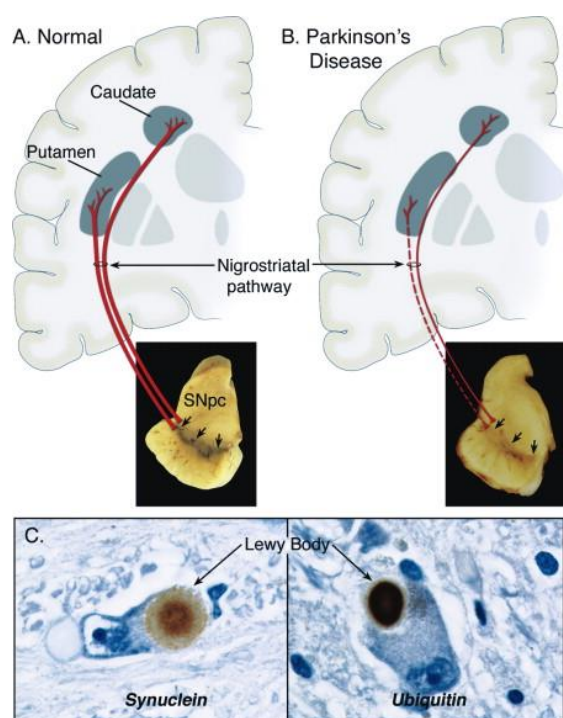 A. Normal
B. Parkinson's
Disease
Caudate
Putamen
Nigrostriatal
pathway
SNpc
C.
Lewy Body
Synuclein
Ubiquitin